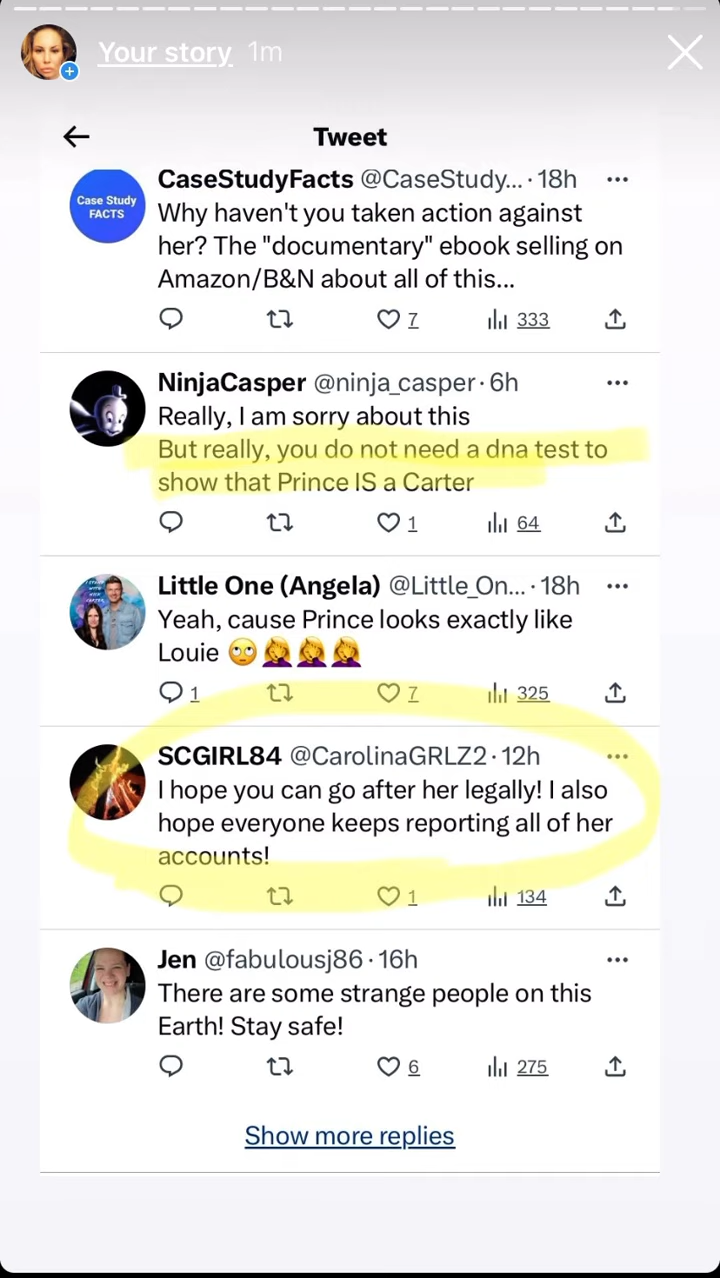 Your story 1m
Tweet
CaseStudyFacts @CaseStudy... · 18h
Case Study
FACTS
Why haven't you taken action against
her? The "documentary" ebook selling on
Amazon/B&N about all of this...
7 333
NinjaCasper @ninja_casper · 6h
Really, I am sorry about this
But really, you do not need a dna test to
show that Prince IS a Carter
1 64
Little One (Angela) @Little_On... · 18h
Yeah, cause Prince looks exactly like
Louie 🙄🤦‍♀️🤦‍♀️🤦‍♀️
1 7 325
SCGIRL84 @CarolinaGRLZ2 · 12h
I hope you can go after her legally! I also
hope everyone keeps reporting all of her
accounts!
1 134
Jen @fabulousj86 · 16h
There are some strange people on this
Earth! Stay safe!
6 275
Show more replies